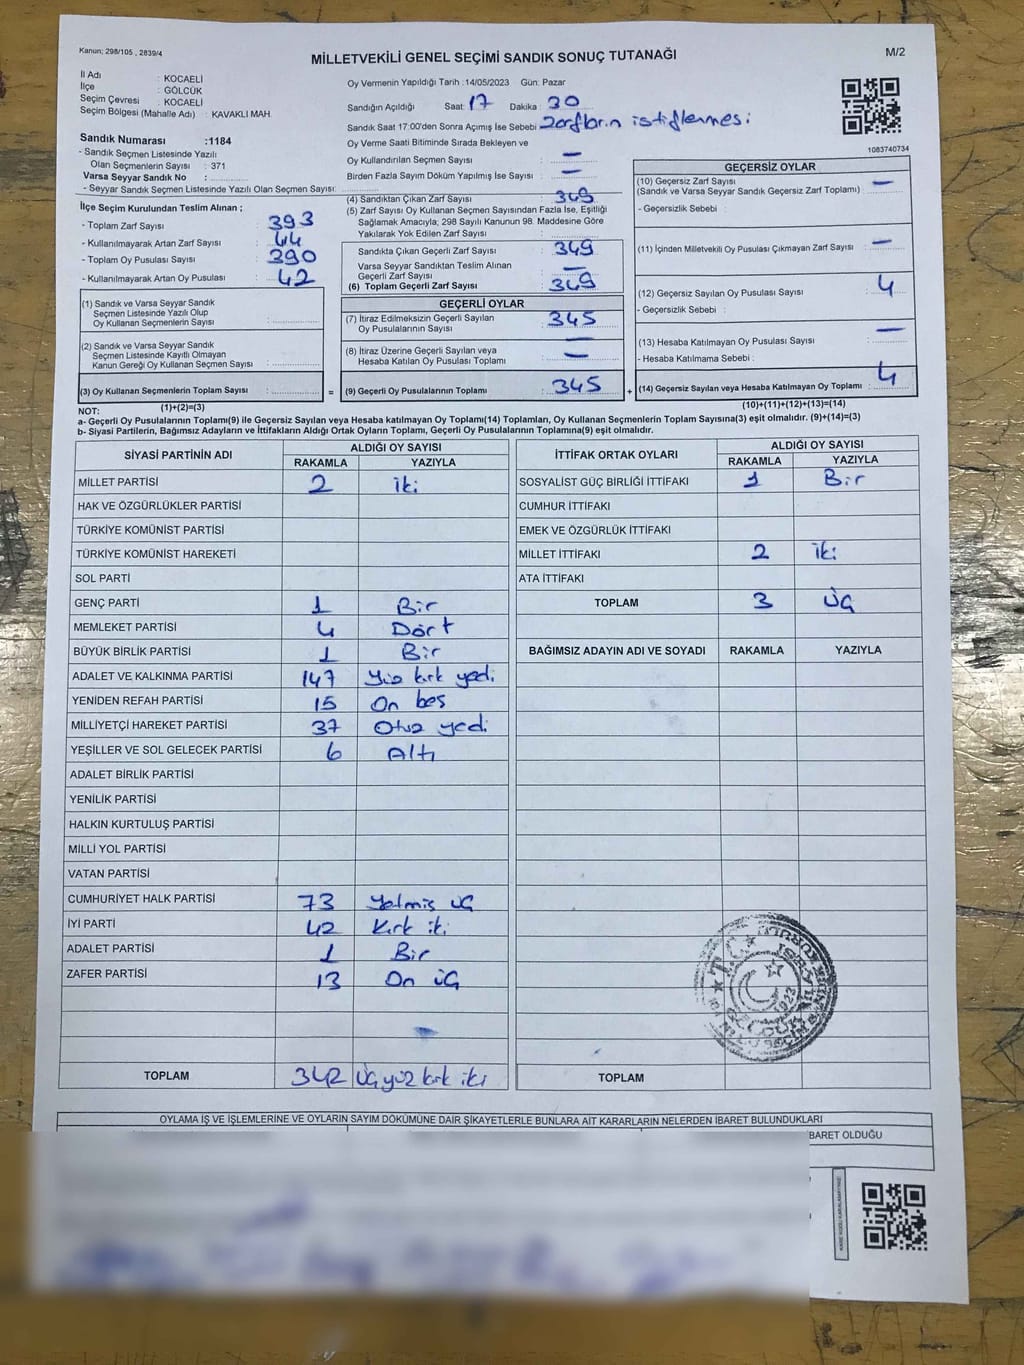 Kanun; 298/105 , 2839/4
MİLLETVEKİLİ GENEL SEÇİMİ SANDIK SONUÇ TUTANAĞI
M/2
İl Adı : KOCAELİ
İlçe : GÖLCÜK
Seçim Çevresi : KOCAELİ
Seçim Bölgesi (Mahalle Adı) : KAVAKLI MAH.
Sandık Numarası :1184
- Sandık Seçmen Listesinde Yazılı
Olan Seçmenlerin Sayısı : 371
Varsa Seyyar Sandık No :
- Seyyar Sandık Seçmen Listesinde Yazılı Olan Seçmen Sayısı:
Oy Vermenin Yapıldığı Tarih :14/05/2023 Gün: Pazar
Sandığın Açıldığı Saat 17 Dakika : 30
Sandık Saat 17:00'den Sonra Açımış İse Sebebi Zarfların istiflenmesi
Oy Verme Saati Bitiminde Sırada Bekleyen ve
Oy Kullandırılan Seçmen Sayısı : —
Birden Fazla Sayım Döküm Yapılmış İse Sayısı : —
1083740734
İlçe Seçim Kurulundan Teslim Alınan ;
- Toplam Zarf Sayısı : 393
- Kullanılmayarak Artan Zarf Sayısı : 44
- Toplam Oy Pusulası Sayısı : 390
- Kullanılmayarak Artan Oy Pusulası : 42
(1) Sandık ve Varsa Seyyar Sandık
Seçmen Listesinde Yazılı Olup
Oy Kullanan Seçmenlerin Sayısı :
(2) Sandık ve Varsa Seyyar Sandık
Seçmen Listesinde Kayıtlı Olmayan
Kanun Gereği Oy Kullanan Seçmen Sayısı :
(3) Oy Kullanan Seçmenlerin Toplam Sayısı :
(1)+(2)=(3)
(4) Sandıktan Çıkan Zarf Sayısı : 349
(5) Zarf Sayısı Oy Kullanan Seçmen Sayısından Fazla İse, Eşitliği
Sağlamak Amacıyla; 298 Sayılı Kanunun 98. Maddesine Göre
Yakılarak Yok Edilen Zarf Sayısı :
Sandıkta Çıkan Geçerli Zarf Sayısı : 349
Varsa Seyyar Sandıktan Teslim Alınan
Geçerli Zarf Sayısı : —
(6) Toplam Geçerli Zarf Sayısı : 349
GEÇERLİ OYLAR
(7) İtiraz Edilmeksizin Geçerli Sayılan
Oy Pusulalarının Sayısı : 345
(8) İtiraz Üzerine Geçerli Sayılan veya
Hesaba Katılan Oy Pusulası Toplamı : —
= (9) Geçerli Oy Pusulalarının Toplamı : 345
GEÇERSİZ OYLAR
(10) Geçersiz Zarf Sayısı : —
(Sandık ve Varsa Seyyar Sandık Geçersiz Zarf Toplamı)
- Geçersizlik Sebebi :
(11) İçinden Milletvekili Oy Pusulası Çıkmayan Zarf Sayısı : —
(12) Geçersiz Sayılan Oy Pusulası Sayısı : 4
- Geçersizlik Sebebi :
(13) Hesaba Katılmayan Oy Pusulası Sayısı : —
- Hesaba Katılmama Sebebi :
+ (14) Geçersiz Sayılan veya Hesaba Katılmayan Oy Toplamı : 4
(10)+(11)+(12)+(13)=(14)
NOT:
a- Geçerli Oy Pusulalarının Toplamı(9) ile Geçersiz Sayılan veya Hesaba katılmayan Oy Toplamı(14) Toplamları, Oy Kullanan Seçmenlerin Toplam Sayısına(3) eşit olmalıdır. (9)+(14)=(3)
b- Siyasi Partilerin, Bağımsız Adayların ve İttifakların Aldığı Ortak Oyların Toplamı, Geçerli Oy Pusulalarının Toplamına(9) eşit olmalıdır.
SİYASİ PARTİNİN ADI ALDIĞI OY SAYISI
RAKAMLA YAZIYLA
MİLLET PARTİSİ 2 iki
HAK VE ÖZGÜRLÜKLER PARTİSİ
TÜRKİYE KOMÜNİST PARTİSİ
TÜRKİYE KOMÜNİST HAREKETİ
SOL PARTİ
GENÇ PARTİ 1 Bir
MEMLEKET PARTİSİ 4 Dört
BÜYÜK BİRLİK PARTİSİ 1 Bir
ADALET VE KALKINMA PARTİSİ 147 Yüz kırk yedi
YENİDEN REFAH PARTİSİ 15 On beş
MİLLİYETÇİ HAREKET PARTİSİ 37 Otuz yedi
YEŞİLLER VE SOL GELECEK PARTİSİ 6 Altı
ADALET BİRLİK PARTİSİ
YENİLİK PARTİSİ
HALKIN KURTULUŞ PARTİSİ
MİLLİ YOL PARTİSİ
VATAN PARTİSİ
CUMHURİYET HALK PARTİSİ 73 Yetmiş üç
İYİ PARTİ 42 Kırk iki
ADALET PARTİSİ 1 Bir
ZAFER PARTİSİ 13 On üç
TOPLAM 342 Üçyüz kırk iki
İTTİFAK ORTAK OYLARI ALDIĞI OY SAYISI
RAKAMLA YAZIYLA
SOSYALİST GÜÇ BİRLİĞİ İTTİFAKI 1 Bir
CUMHUR İTTİFAKI
EMEK VE ÖZGÜRLÜK İTTİFAKI
MİLLET İTTİFAKI 2 iki
ATA İTTİFAKI
TOPLAM 3 üç
BAĞIMSIZ ADAYIN ADI VE SOYADI RAKAMLA YAZIYLA
T.C.
1923
TOPLAM
OYLAMA İŞ VE İŞLEMLERİNE VE OYLARIN SAYIM DÖKÜMÜNE DAİR ŞİKAYETLERLE BUNLARA AİT KARARLARIN NELERDEN İBARET BULUNDUKLARI
BARET OLDUĞU